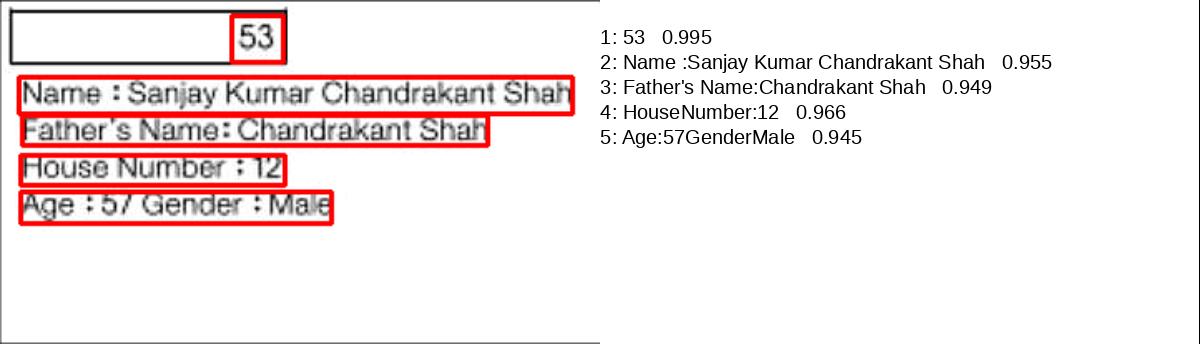 53
Name : Sanjay Kumar Chandrakant Shah
Father's Name: Chandrakant Shah
House Number : 12
Age : 57 Gender : Male
1: 53 0.995
2: Name :Sanjay Kumar Chandrakant Shah 0.955
3: Father's Name:Chandrakant Shah 0.949
4: HouseNumber:12 0.966
5: Age:57GenderMale 0.945